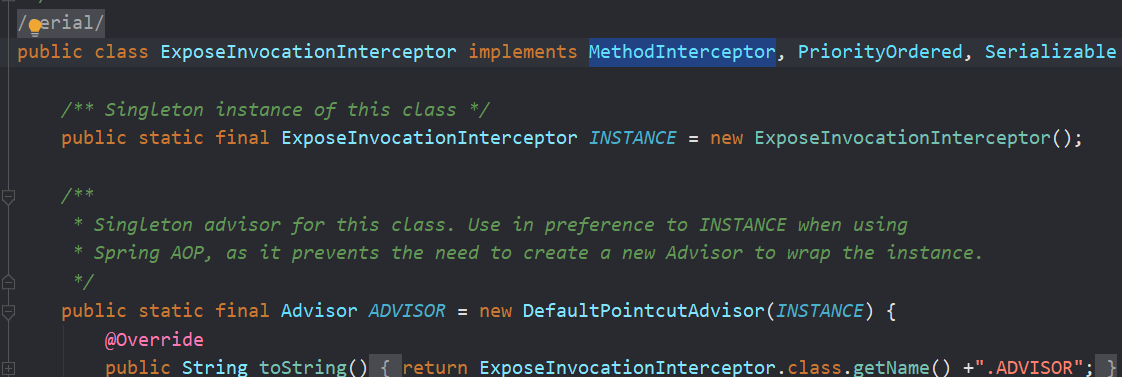 / erial/
public class ExposeInvocationInterceptor implements MethodInterceptor, PriorityOrdered, Serializable
/** Singleton instance of this class */
public static final ExposeInvocationInterceptor INSTANCE = new ExposeInvocationInterceptor();
/**
* Singleton advisor for this class. Use in preference to INSTANCE when using
* Spring AOP, as it prevents the need to create a new Advisor to wrap the instance.
*/
public static final Advisor ADVISOR = new DefaultPointcutAdvisor(INSTANCE) {
@Override
public String toString() { return ExposeInvocationInterceptor.class.getName() +".ADVISOR"; }